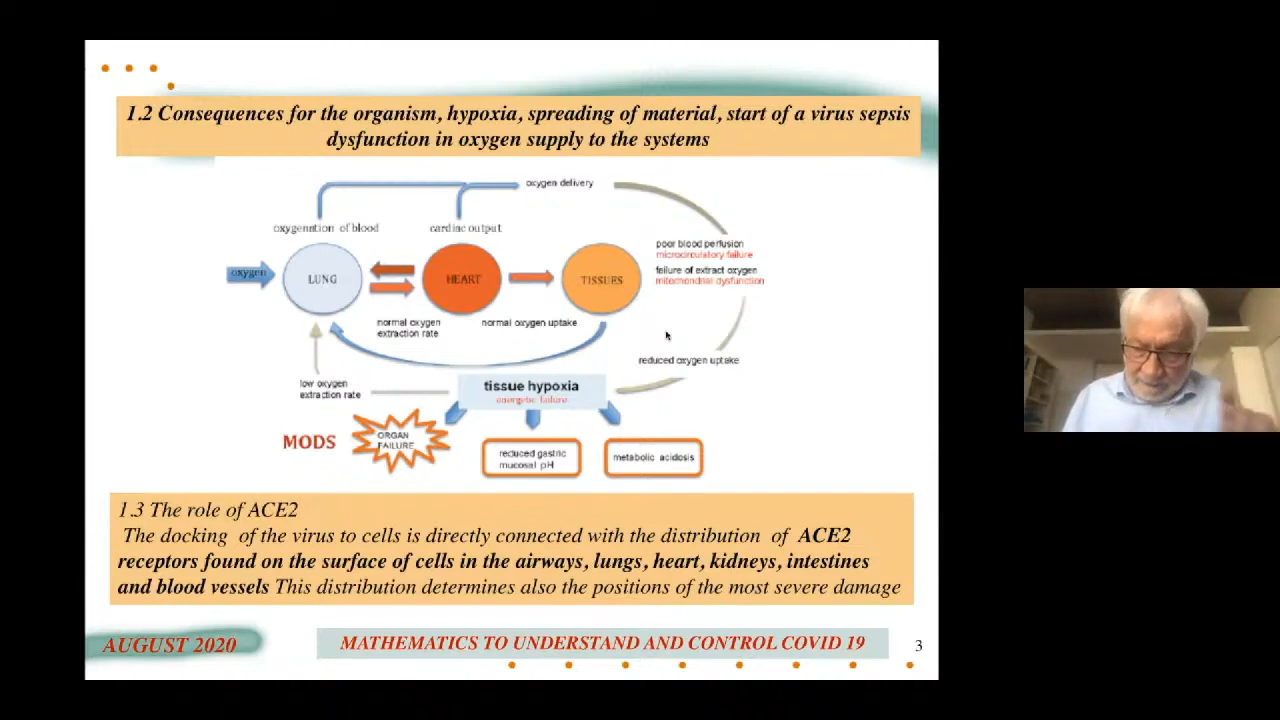 1.2 Consequences for the organism, hypoxia, spreading of material, start of a virus sepsis
dysfunction in oxygen supply to the systems
oxygen delivery
oxygenation of blood
cardiac output
poor blood perfusion
microcirculatory failure
failure of extract oxygen
mitochondrial dysfunction
oxygen
LUNG
HEART
TISSUES
normal oxygen
extraction rate
normal oxygen uptake
reduced oxygen uptake
low oxygen
extraction rate
tissue hypoxia
energetic failure
MODS
ORGAN
FAILURE
reduced gastric
mucosal pH
metabolic acidosis
1.3 The role of ACE2
The docking of the virus to cells is directly connected with the distribution of ACE2
receptors found on the surface of cells in the airways, lungs, heart, kidneys, intestines
and blood vessels This distribution determines also the positions of the most severe damage
AUGUST 2020
MATHEMATICS TO UNDERSTAND AND CONTROL COVID 19
3